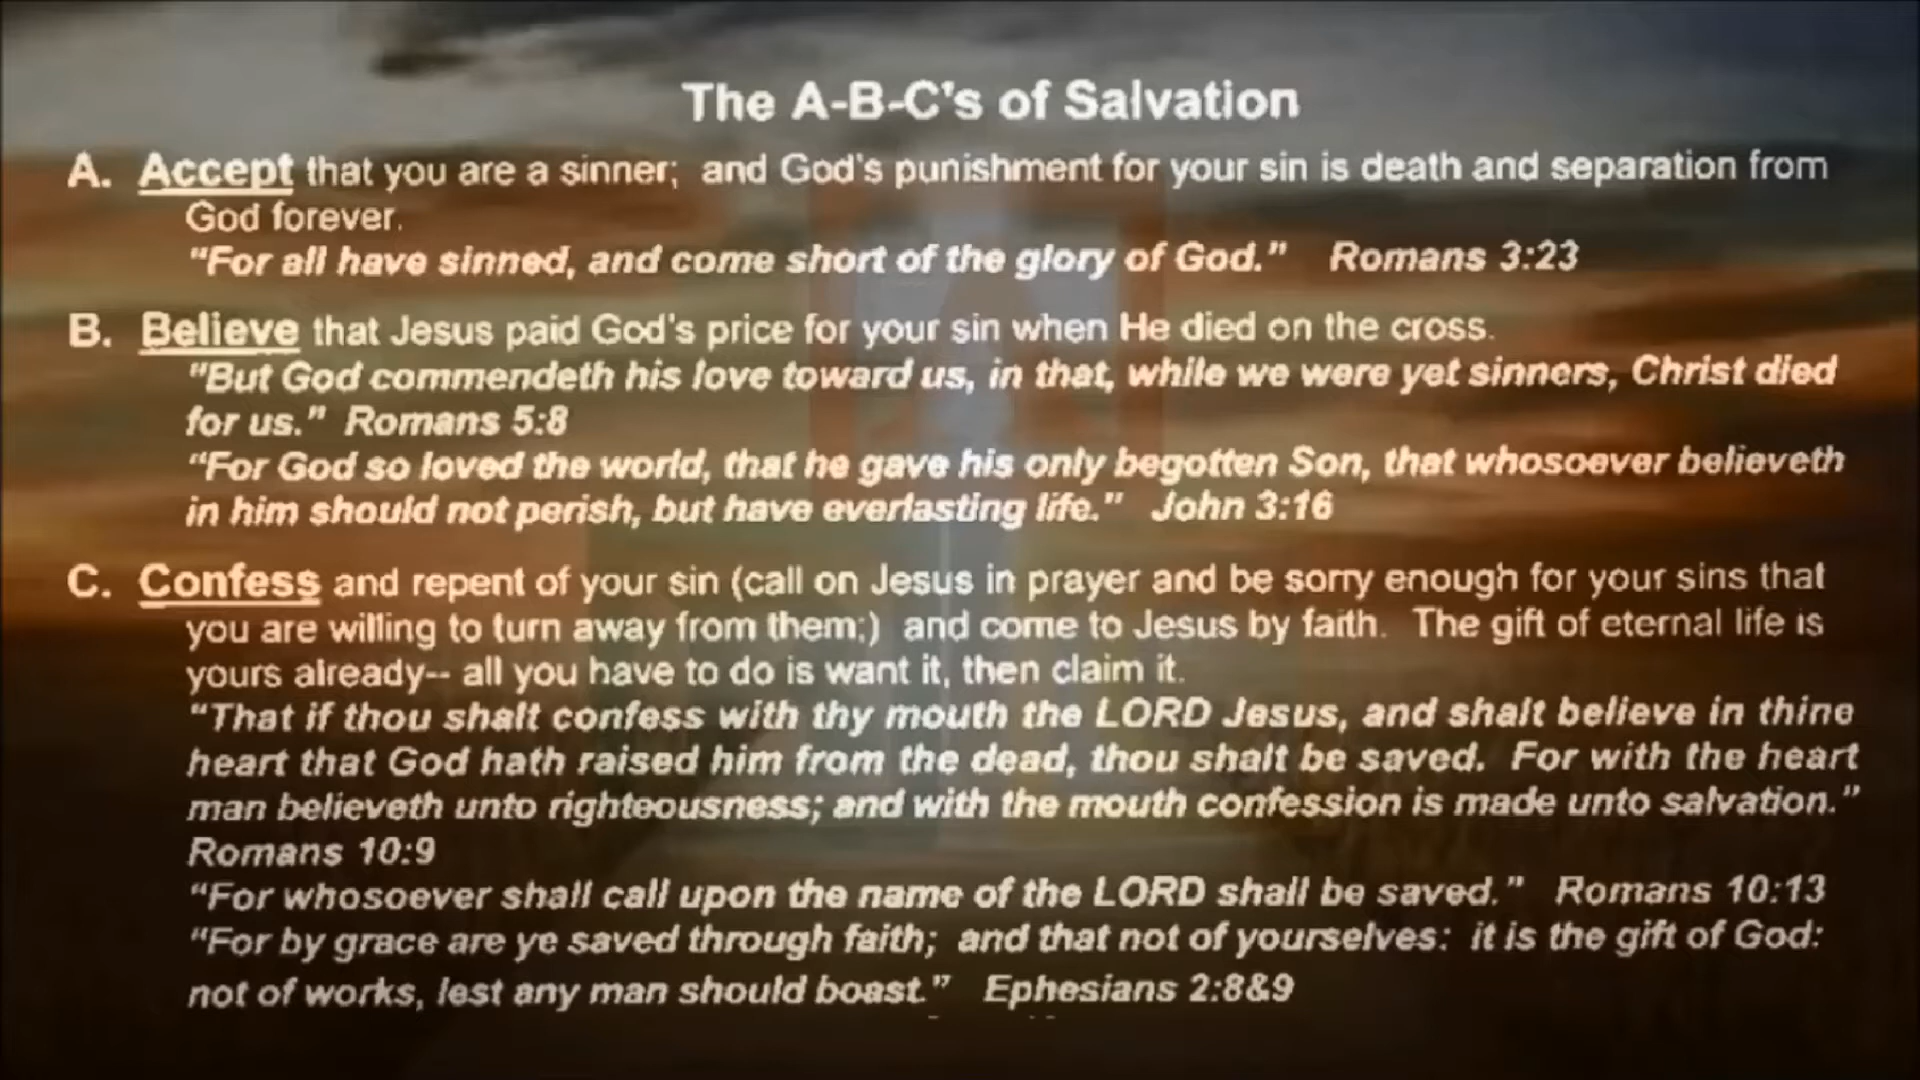 The A-B-C's of Salvation
A. Accept that you are a sinner; and God's punishment for your sin is death and separation from
God forever.
"For all have sinned, and come short of the glory of God." Romans 3:23
B. Believe that Jesus paid God's price for your sin when He died on the cross.
"But God commendeth his love toward us, in that, while we were yet sinners, Christ died
for us." Romans 5:8
"For God so loved the world, that he gave his only begotten Son, that whosoever believeth
in him should not perish, but have everlasting life." John 3:16
C. Confess and repent of your sin (call on Jesus in prayer and be sorry enough for your sins that
you are willing to turn away from them;) and come to Jesus by faith. The gift of eternal life is
yours already-- all you have to do is want it, then claim it.
"That if thou shalt confess with thy mouth the LORD Jesus, and shalt believe in thine
heart that God hath raised him from the dead, thou shalt be saved. For with the heart
man believeth unto righteousness; and with the mouth confession is made unto salvation."
Romans 10:9
"For whosoever shall call upon the name of the LORD shall be saved." Romans 10:13
"For by grace are ye saved through faith; and that not of yourselves: it is the gift of God:
not of works, lest any man should boast." Ephesians 2:8&9